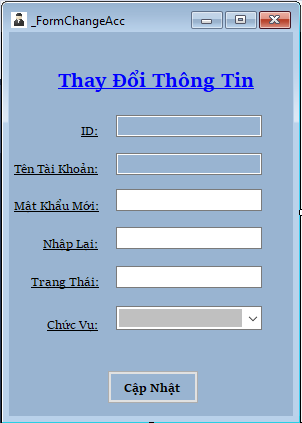 _FormChangeAcc
Thay Đổi Thông Tin
ID:
Tên Tài Khoản:
Mật Khẩu Mới:
Nhập Lại:
Trạng Thái:
Chức Vụ:
Cập Nhật